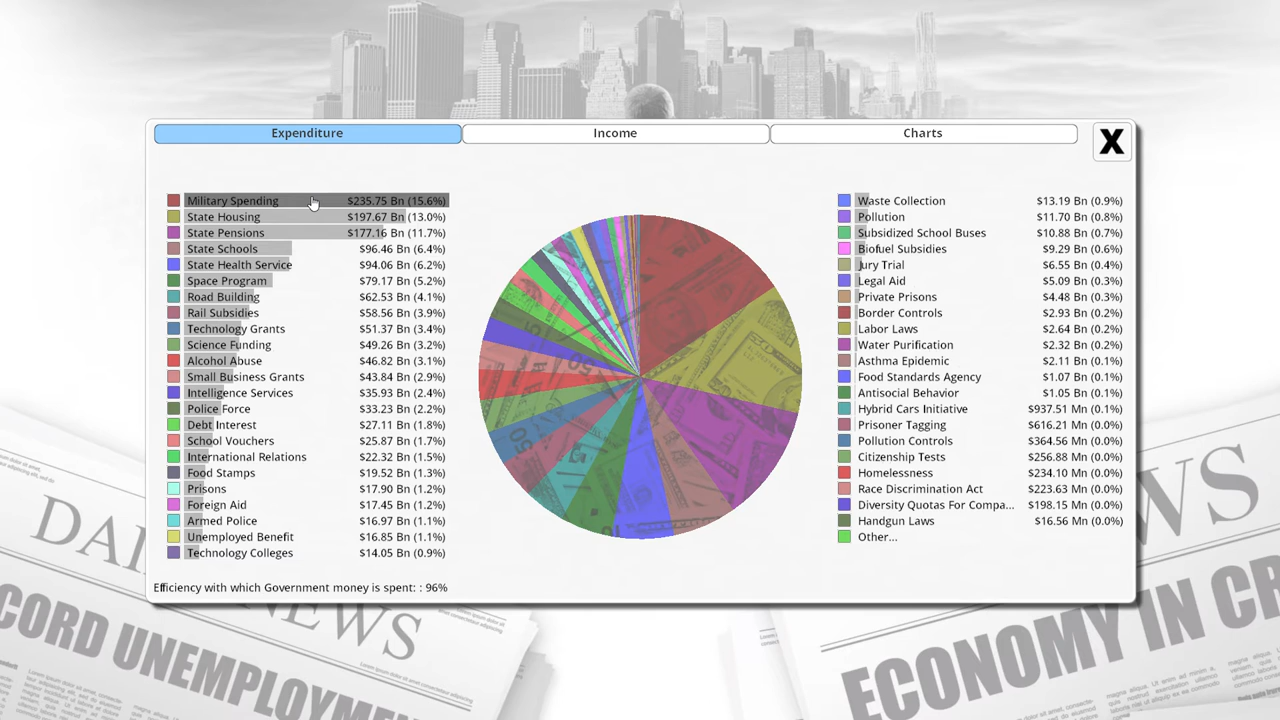 Expenditure
Income
Charts
X
Military Spending $235.75 Bn (15.6%)
State Housing $197.67 Bn (13.0%)
State Pensions $177.16 Bn (11.7%)
State Schools $96.46 Bn (6.4%)
State Health Service $94.06 Bn (6.2%)
Space Program $79.17 Bn (5.2%)
Road Building $62.53 Bn (4.1%)
Rail Subsidies $58.56 Bn (3.9%)
Technology Grants $51.37 Bn (3.4%)
Science Funding $49.26 Bn (3.2%)
Alcohol Abuse $46.82 Bn (3.1%)
Small Business Grants $43.84 Bn (2.9%)
Intelligence Services $35.93 Bn (2.4%)
Police Force $33.23 Bn (2.2%)
Debt Interest $27.11 Bn (1.8%)
School Vouchers $25.87 Bn (1.7%)
International Relations $22.32 Bn (1.5%)
Food Stamps $19.52 Bn (1.3%)
Prisons $17.90 Bn (1.2%)
Foreign Aid $17.45 Bn (1.2%)
Armed Police $16.97 Bn (1.1%)
Unemployed Benefit $16.85 Bn (1.1%)
Technology Colleges $14.05 Bn (0.9%)
Waste Collection $13.19 Bn (0.9%)
Pollution $11.70 Bn (0.8%)
Subsidized School Buses $10.88 Bn (0.7%)
Biofuel Subsidies $9.29 Bn (0.6%)
Jury Trial $6.55 Bn (0.4%)
Legal Aid $5.09 Bn (0.3%)
Private Prisons $4.48 Bn (0.3%)
Border Controls $2.93 Bn (0.2%)
Labor Laws $2.64 Bn (0.2%)
Water Purification $2.32 Bn (0.2%)
Asthma Epidemic $2.11 Bn (0.1%)
Food Standards Agency $1.07 Bn (0.1%)
Antisocial Behavior $1.05 Bn (0.1%)
Hybrid Cars Initiative $937.51 Mn (0.1%)
Prisoner Tagging $616.21 Mn (0.0%)
Pollution Controls $364.56 Mn (0.0%)
Citizenship Tests $256.88 Mn (0.0%)
Homelessness $234.10 Mn (0.0%)
Race Discrimination Act $223.63 Mn (0.0%)
Diversity Quotas For Compa... $198.15 Mn (0.0%)
Handgun Laws $16.56 Mn (0.0%)
Other...
Efficiency with which Government money is spent: : 96%
DAI
NEWS
CORD UNEMPLOYME
WS
ECONOMY IN CR